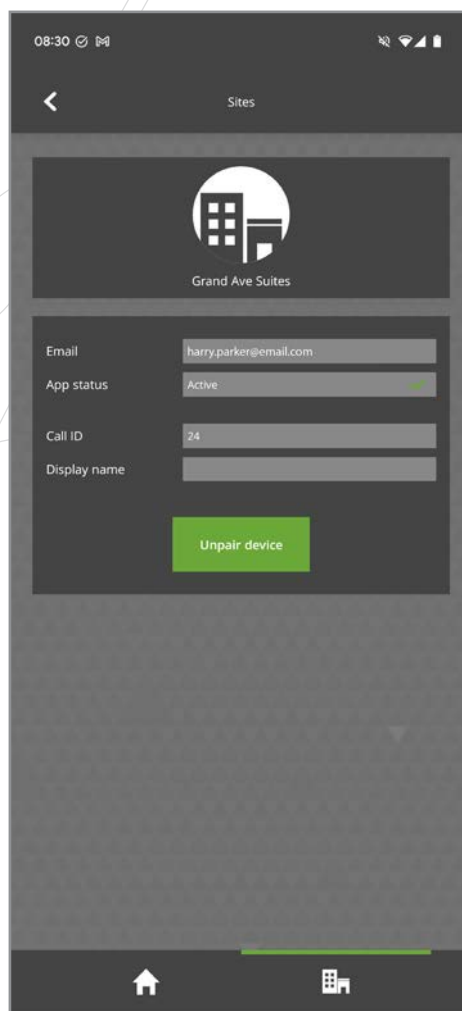 08:30
Sites
Grand Ave Suites
Email harry.parker@email.com
App status Active
Call ID 24
Display name
Unpair device